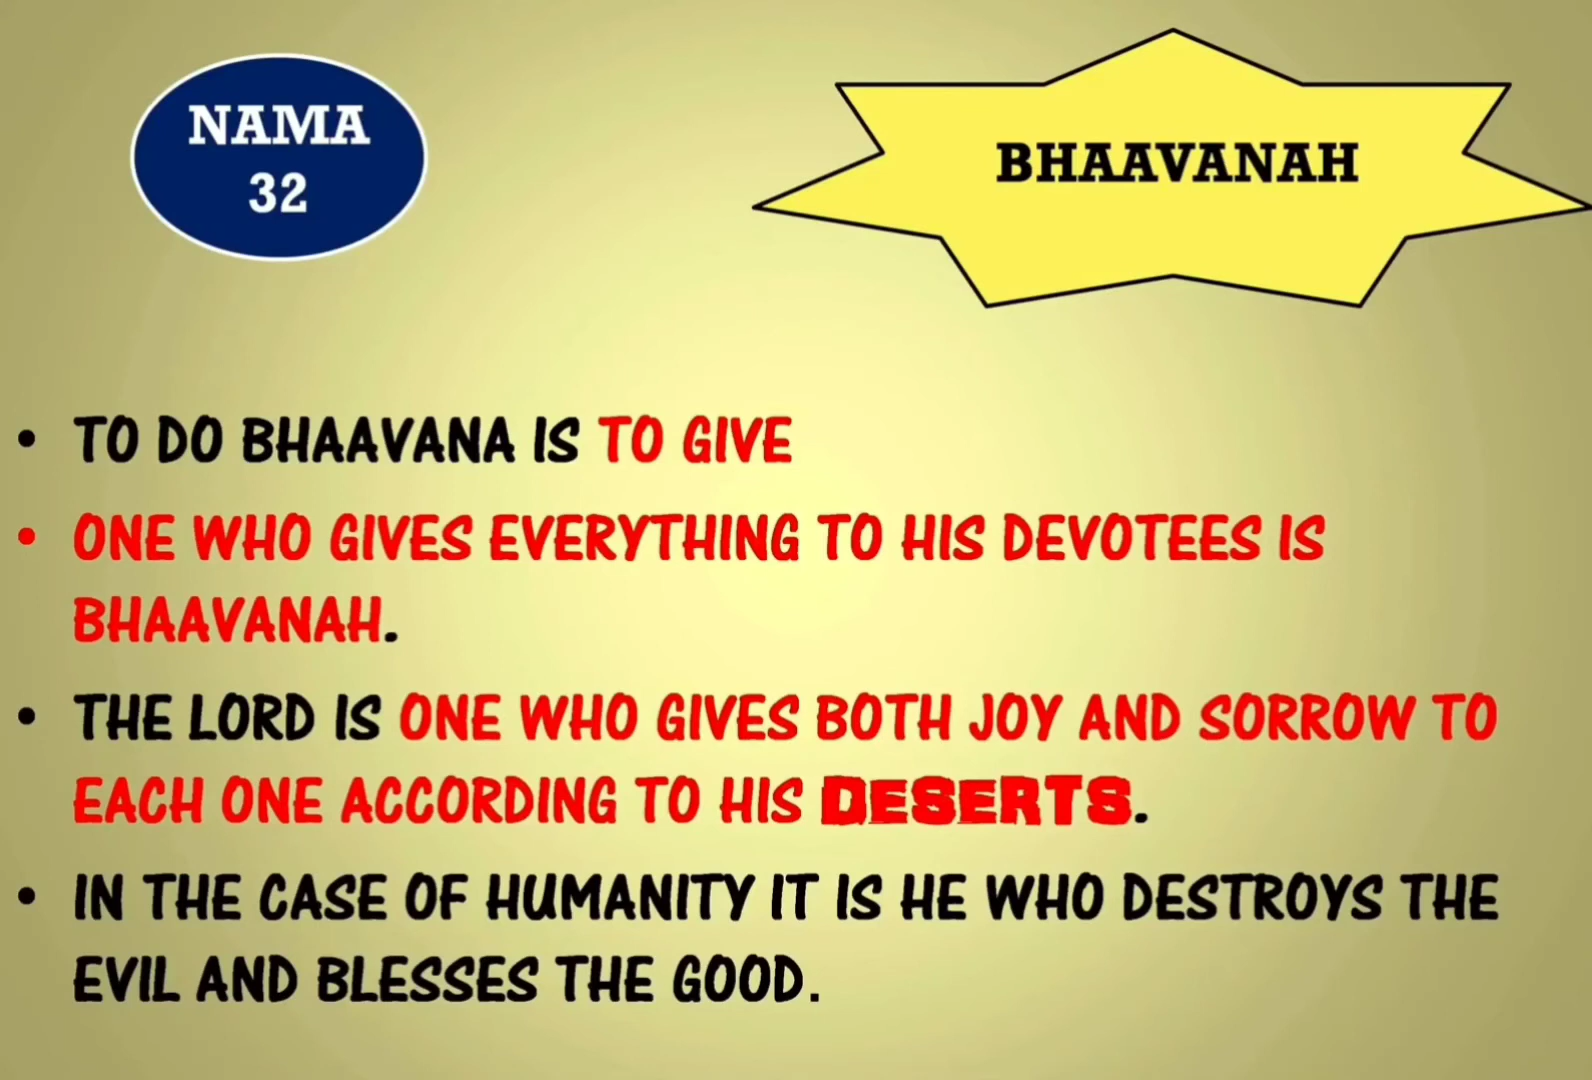 NAMA
32
BHAAVANAH
• TO DO BHAAVANA IS TO GIVE
• ONE WHO GIVES EVERYTHING TO HIS DEVOTEES IS
BHAAVANAH.
• THE LORD IS ONE WHO GIVES BOTH JOY AND SORROW TO
EACH ONE ACCORDING TO HIS DESERTS.
• IN THE CASE OF HUMANITY IT IS HE WHO DESTROYS THE
EVIL AND BLESSES THE GOOD.